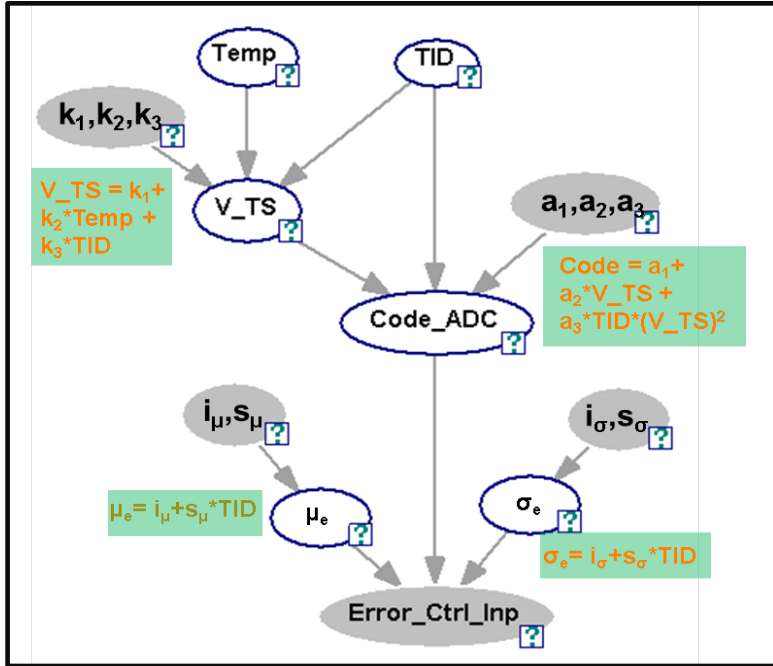 Temp
?
TID
?
k₁,k₂,k₃
?
V_TS = k₁+
k₂*Temp +
k₃*TID
V_TS
?
a₁,a₂,a₃
?
Code = a₁+
a₂*V_TS +
a₃*TID*(V_TS)²
Code_ADC
?
iμ,sμ
?
iσ,sσ
?
μₑ= iμ+sμ*TID
μₑ
?
σₑ
?
σₑ= iσ+sσ*TID
Error_Ctrl_Inp
?